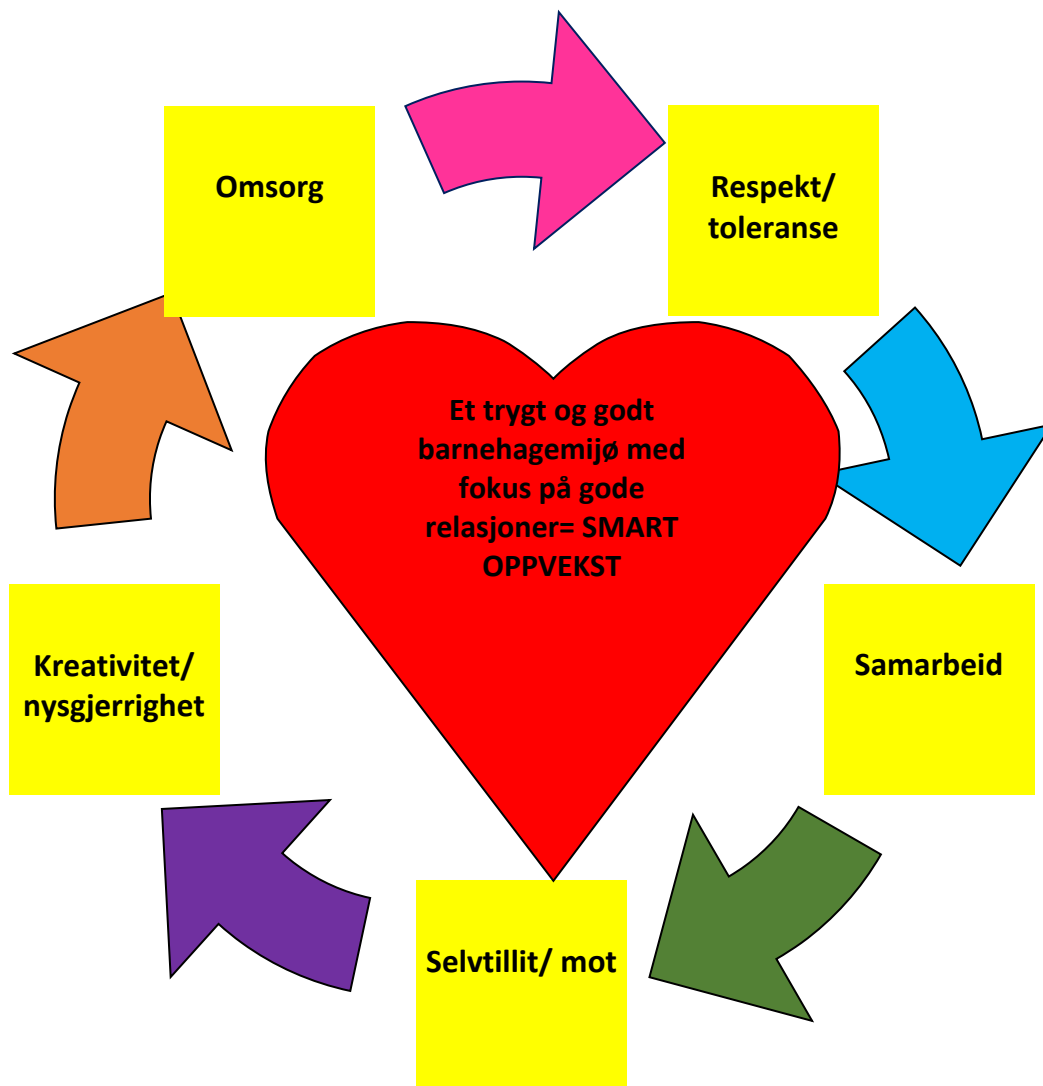 Omsorg
Respekt/
toleranse
Et trygt og godt
barnehagemijø med
fokus på gode
relasjoner= SMART
OPPVEKST
Kreativitet/
nysgjerrighet
Samarbeid
Selvtillit/ mot